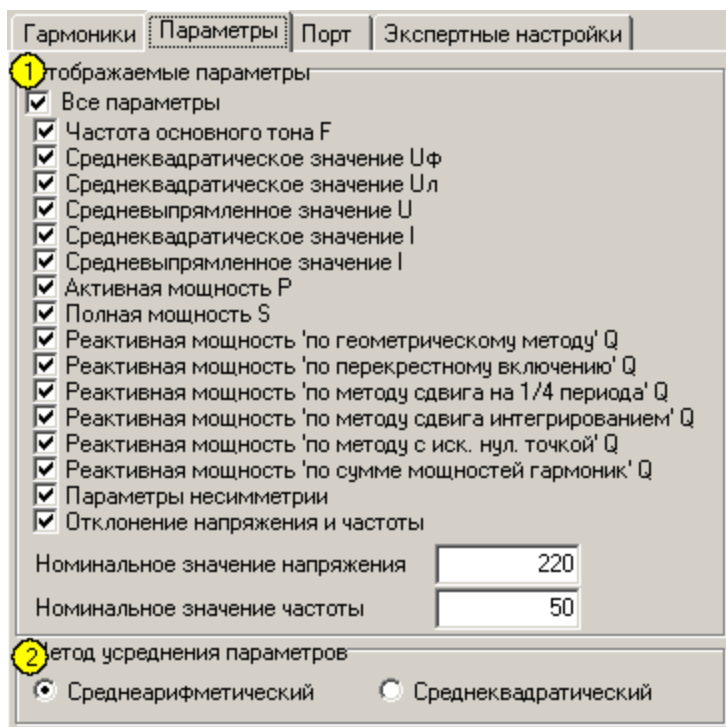 Гармоники Параметры Порт Экспертные настройки
1 тображаемые параметры
Все параметры
Частота основного тона F
Среднеквадратическое значение Uф
Среднеквадратическое значение Uл
Средневыпрямленное значение U
Среднеквадратическое значение I
Средневыпрямленное значение I
Активная мощность P
Полная мощность S
Реактивная мощность 'по геометрическому методу' Q
Реактивная мощность 'по перекрестному включению' Q
Реактивная мощность 'по методу сдвига на 1/4 периода' Q
Реактивная мощность 'по методу сдвига интегрированием' Q
Реактивная мощность 'по методу с иск. нул. точкой' Q
Реактивная мощность 'по сумме мощностей гармоник' Q
Параметры несимметрии
Отклонение напряжения и частоты
Номинальное значение напряжения 220
Номинальное значение частоты 50
2 етод усреднения параметров
Среднеарифметический Среднеквадратический